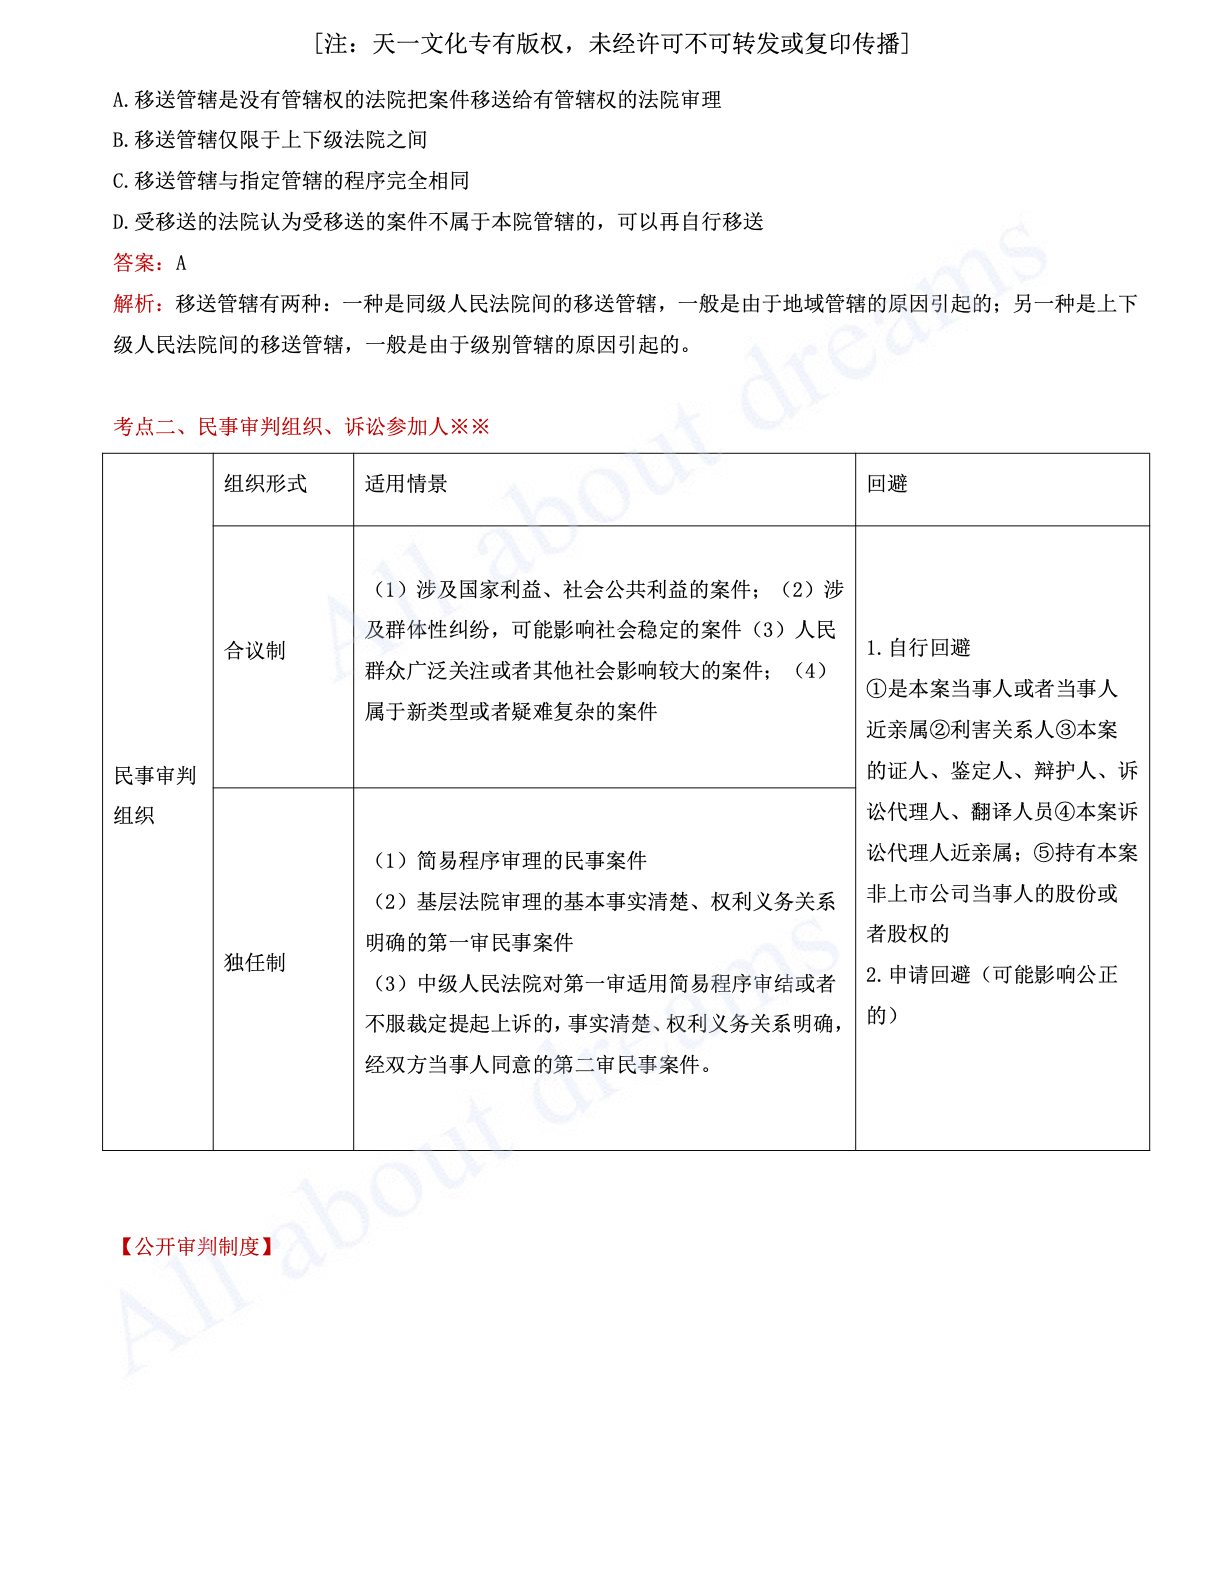 [注：天一文化专有版权，未经许可不可转发或复印传播]
A.移送管辖是没有管辖权的法院把案件移送给有管辖权的法院审理
B.移送管辖仅限于上下级法院之间
C.移送管辖与指定管辖的程序完全相同
D.受移送的法院认为受移送的案件不属于本院管辖的，可以再自行移送
答案：A
解析：移送管辖有两种：一种是同级人民法院间的移送管辖，一般是由于地域管辖的原因引起的；另一种是上下
级人民法院间的移送管辖，一般是由于级别管辖的原因引起的。
考点二、民事审判组织、诉讼参加人※※
民事审判
组织
组织形式
适用情景
回避
合议制
（1）涉及国家利益、社会公共利益的案件；（2）涉
及群体性纠纷，可能影响社会稳定的案件（3）人民
群众广泛关注或者其他社会影响较大的案件；（4）
属于新类型或者疑难复杂的案件
1.自行回避
①是本案当事人或者当事人
近亲属②利害关系人③本案
的证人、鉴定人、辩护人、诉
讼代理人、翻译人员④本案诉
讼代理人近亲属；⑤持有本案
非上市公司当事人的股份或
者股权的
2.申请回避（可能影响公正
的）
独任制
（1）简易程序审理的民事案件
（2）基层法院审理的基本事实清楚、权利义务关系
明确的第一审民事案件
（3）中级人民法院对第一审适用简易程序审结或者
不服裁定提起上诉的，事实清楚、权利义务关系明确，
经双方当事人同意的第二审民事案件。
【公开审判制度】
All about dreams
All about dreams